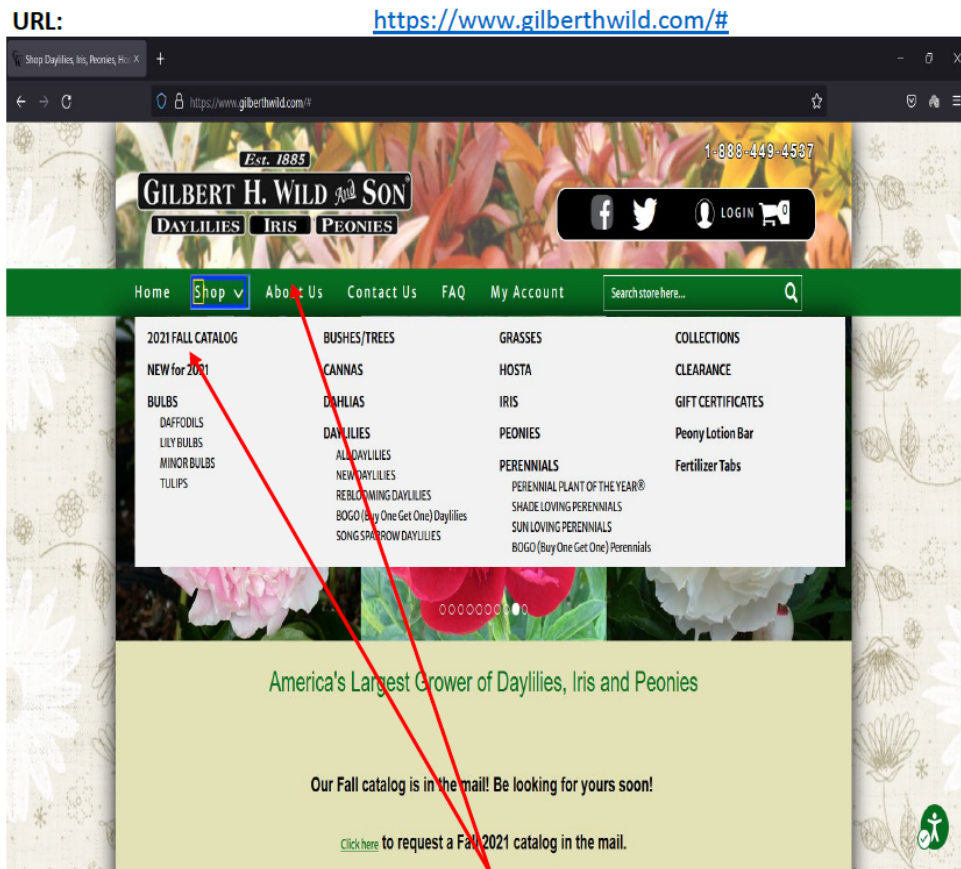 URL: https://www.gilberthwild.com/#
Shop Daylilies, Iris, Peonies, Ho
https://www.gilberthwild.com/#
1-888-449-4537
Est. 1885
GILBERT H. WILD And SON
DAYLILIES IRIS PEONIES
LOGIN 0
Home Shop About Us Contact Us FAQ My Account Search store here...
2021 FALL CATALOG BUSHES/TREES GRASSES COLLECTIONS
NEW for 2021 CANNAS HOSTA CLEARANCE
BULBS DAHLIAS IRIS GIFT CERTIFICATES
DAFFODILS
LILY BULBS DAYLILIES PEONIES Peony Lotion Bar
MINOR BULBS ALL DAYLILIES PERENNIALS Fertilizer Tabs
TULIPS NEW DAYLILIES PERENNIAL PLANT OF THE YEAR®
REBLOOMING DAYLILIES SHADE LOVING PERENNIALS
BOGO (Buy One Get One) Daylilies SUN LOVING PERENNIALS
SONG SPARROW DAYLILIES BOGO (Buy One Get One) Perennials
America's Largest Grower of Daylilies, Iris and Peonies
Our Fall catalog is in the mail! Be looking for yours soon!
Click here to request a Fall 2021 catalog in the mail.